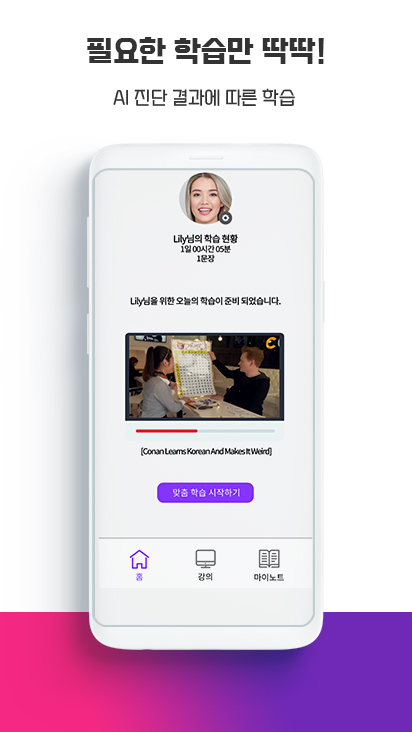 필요한 학습만 딱딱!
AI 진단 결과에 따른 학습
Lily님의 학습 현황
1일 00시간 05분
1문장
Lily님을 위한 오늘의 학습이 준비 되었습니다.
[Conan Learns Korean And Makes It Weird]
맞춤 학습 시작하기
홈
강의
마이노트